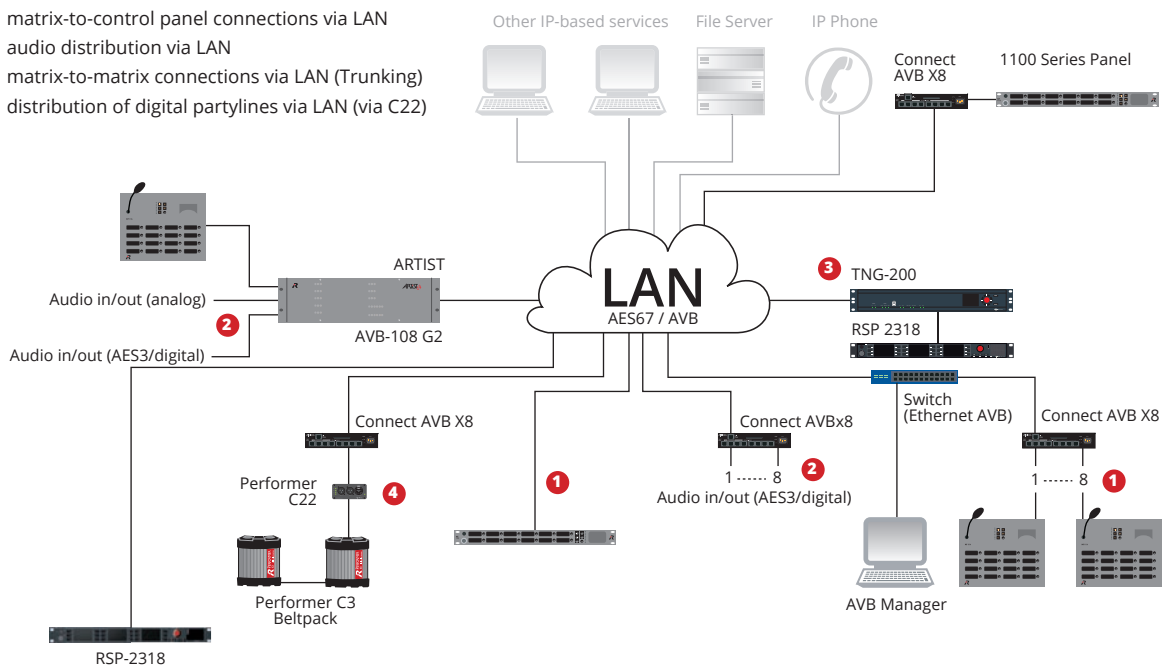 matrix-to-control panel connections via LAN
audio distribution via LAN
matrix-to-matrix connections via LAN (Trunking)
distribution of digital partylines via LAN (via C22)
Other IP-based services
File Server
IP Phone
Connect
AVB X8
1100 Series Panel
ARTIST
Audio in/out (analog)
2
AVB-108 G2
Audio in/out (AES3/digital)
LAN
AES67 / AVB
3
TNG-200
RSP 2318
Switch
(Ethernet AVB)
Connect AVB X8
Connect AVBx8
Connect AVB X8
1 ...... 8
2
Audio in/out (AES3/digital)
1 ...... 8
1
Performer
C22
4
1
Performer C3
Beltpack
AVB Manager
RSP-2318